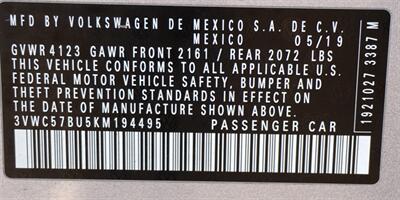 MFD BY VOLKSWAGEN DE MEXICO S.A. DE C.V.
MEXICO 05/19
GVWR 4123 GAWR FRONT 2161 / REAR 2072 LBS
THIS VEHICLE CONFORMS TO ALL APPLICABLE U.S.
FEDERAL MOTOR VEHICLE SAFETY, BUMPER AND
THEFT PREVENTION STANDARDS IN EFFECT ON
THE DATE OF MANUFACTURE SHOWN ABOVE.
3VWC57BU5KM194495 PASSENGER CAR
1921027 3387 M